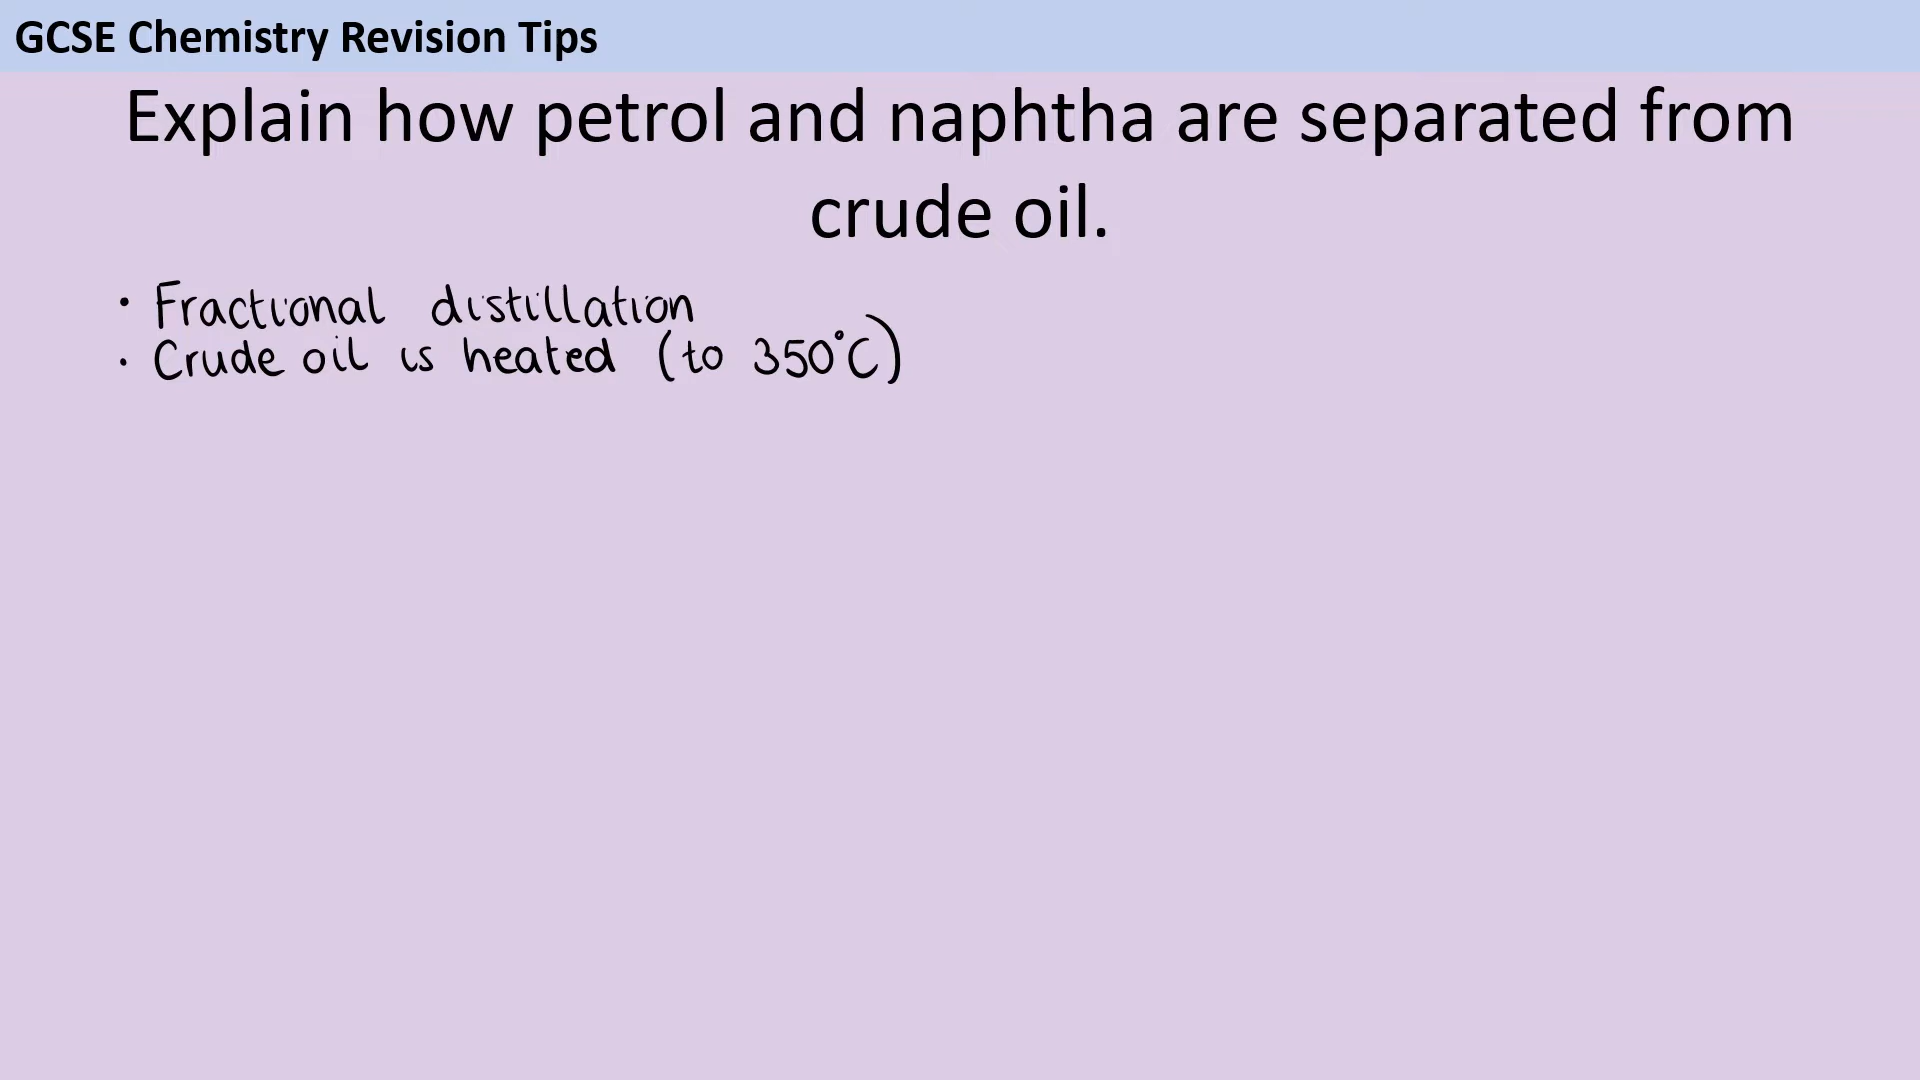 GCSE Chemistry Revision Tips
Explain how petrol and naphtha are separated from
crude oil.
• Fractional distillation
• Crude oil is heated (to 350°C)